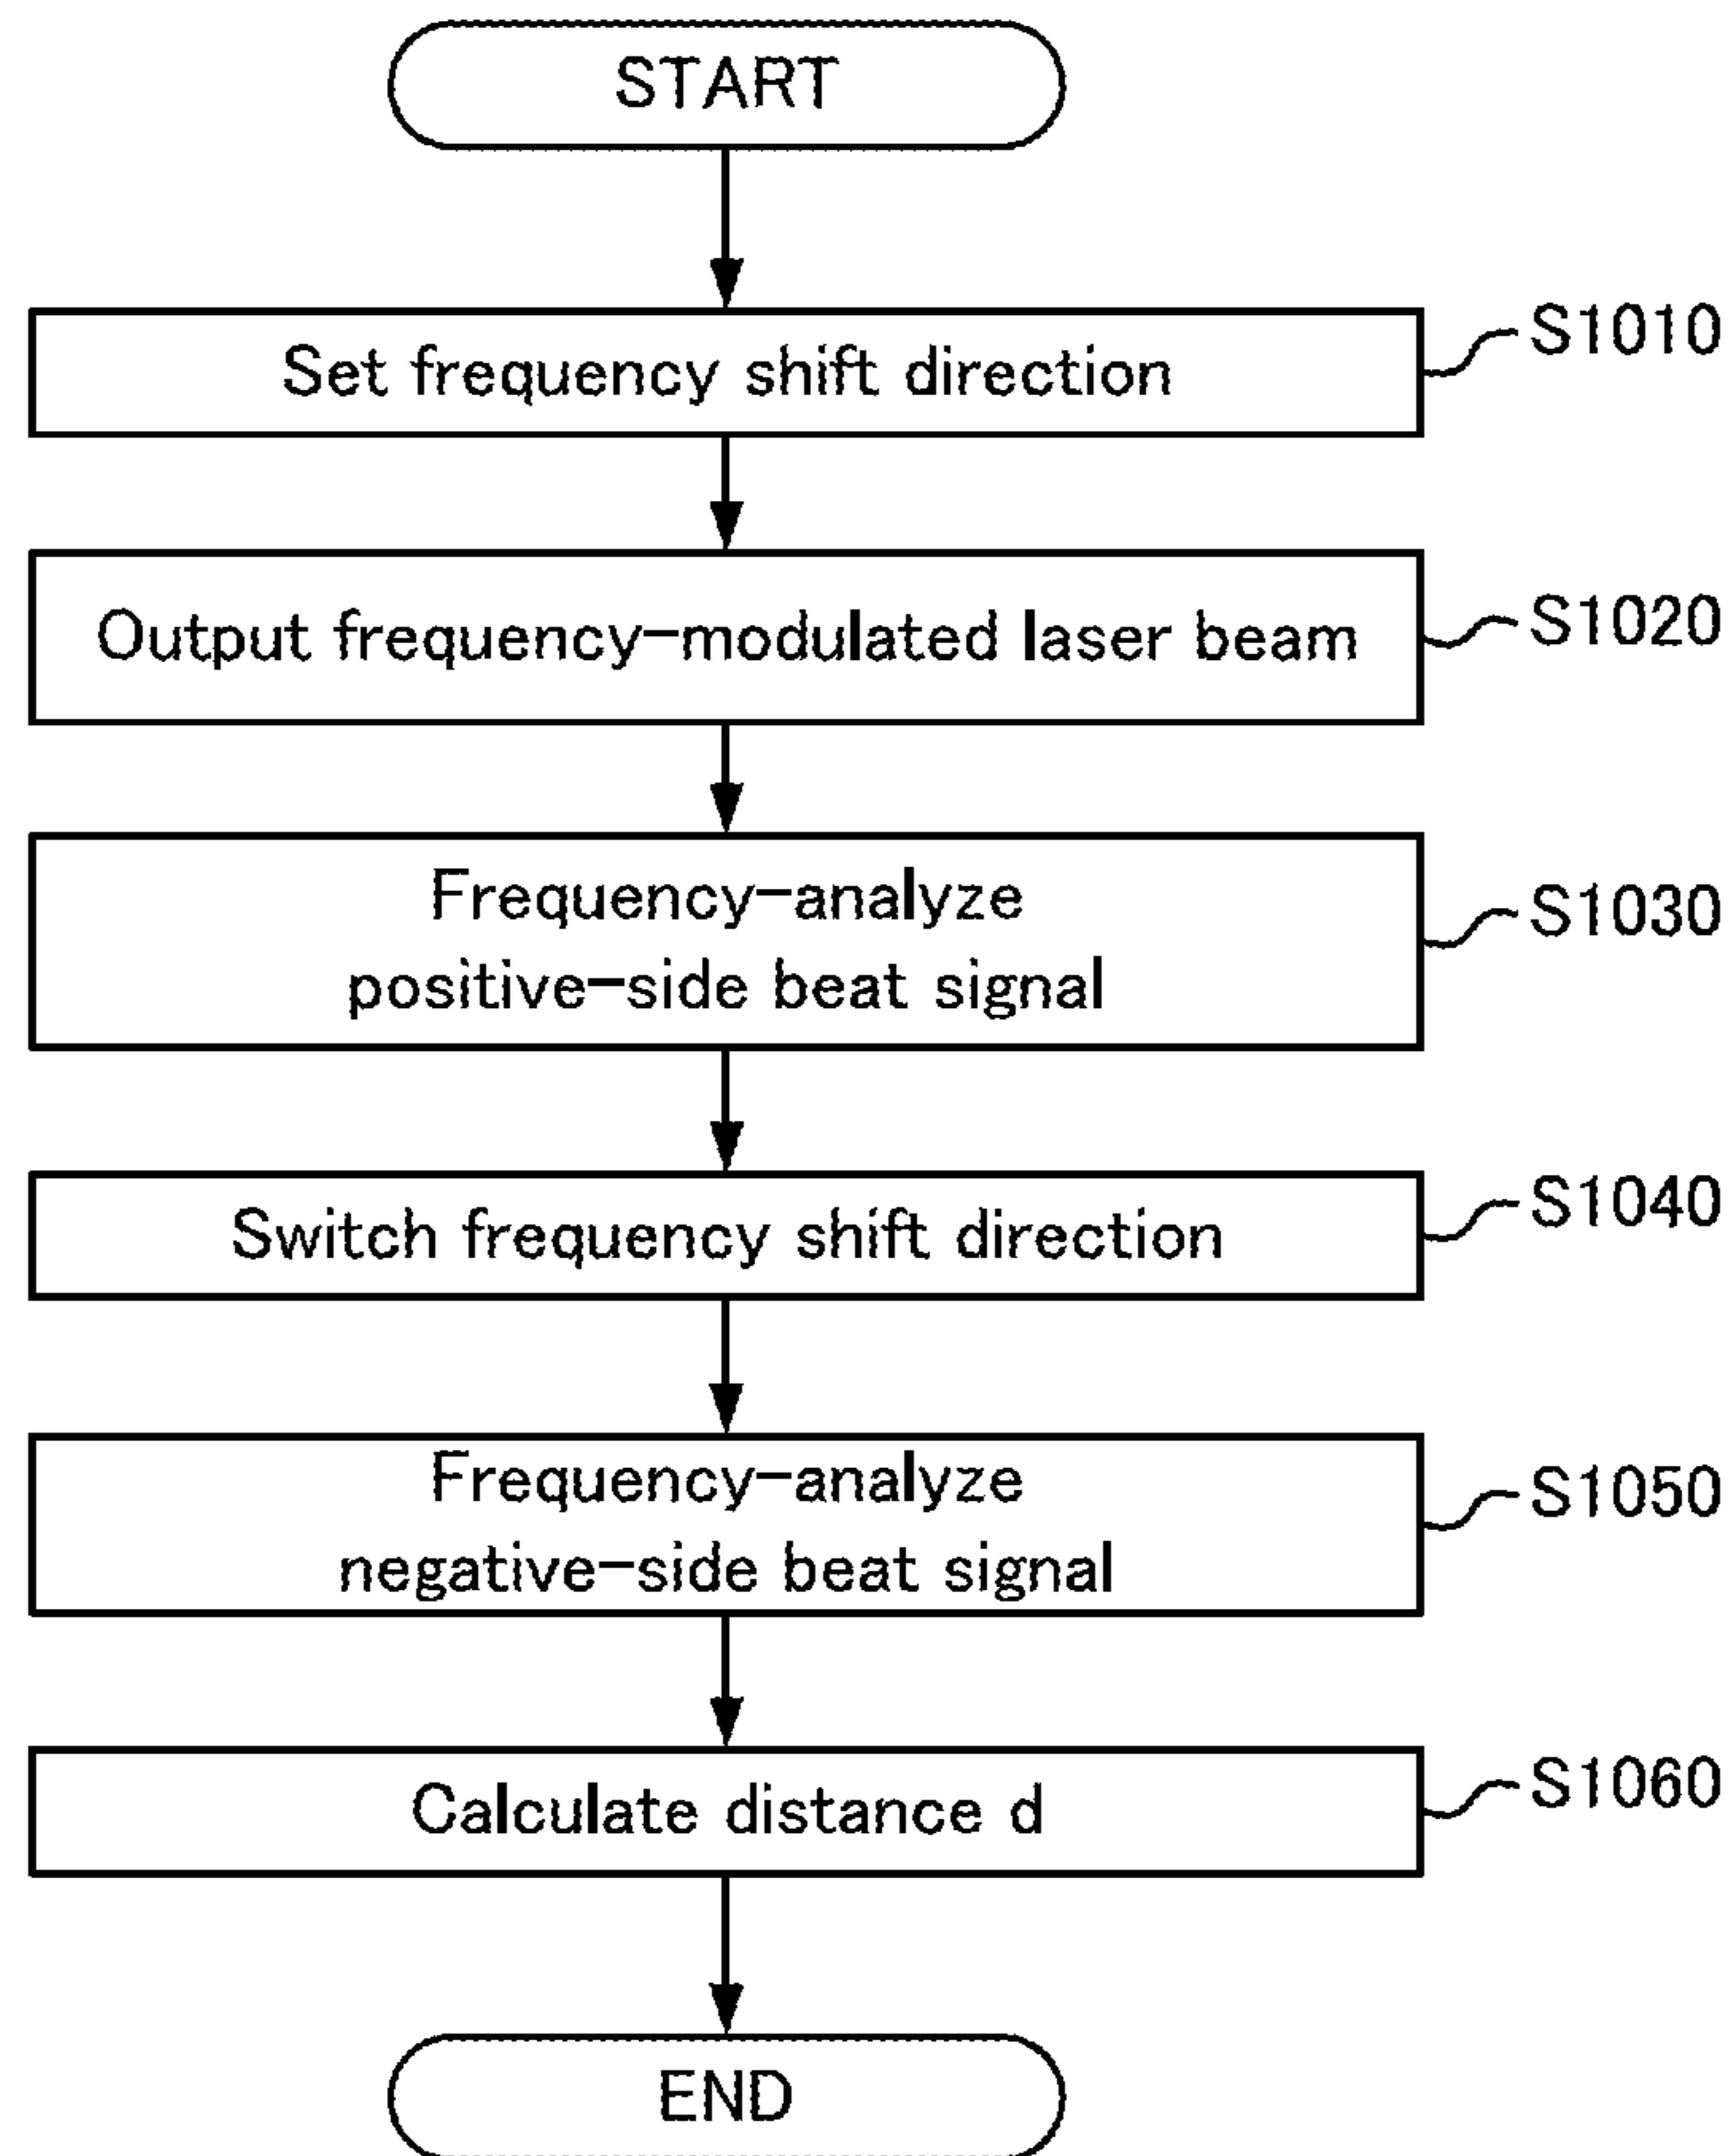 START
Set frequency shift direction
S1010
Output frequency-modulated laser beam
S1020
Frequency-analyze
positive-side beat signal
S1030
Switch frequency shift direction
S1040
Frequency-analyze
negative-side beat signal
S1050
Calculate distance d
S1060
END